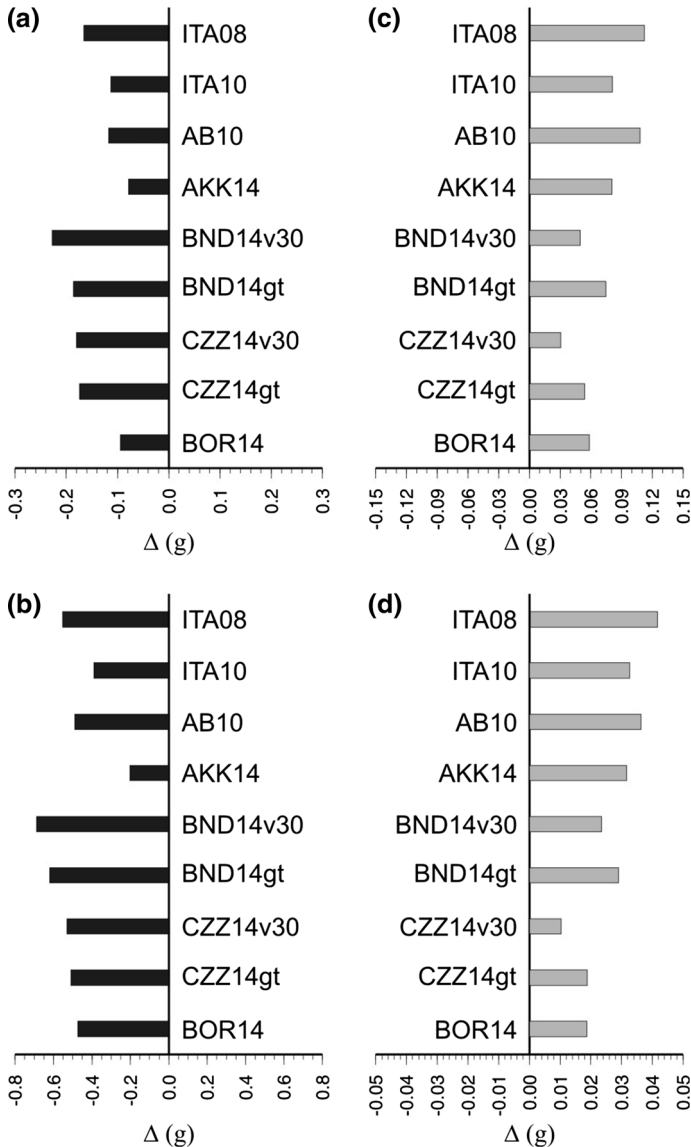 (a)
ITA08
ITA10
AB10
AKK14
BND14v30
BND14gt
CZZ14v30
CZZ14gt
BOR14
-0.3 -0.2 -0.1 0.0 0.1 0.2 0.3
Δ (g)
(c)
ITA08
ITA10
AB10
AKK14
BND14v30
BND14gt
CZZ14v30
CZZ14gt
BOR14
-0.15 -0.12 -0.09 -0.06 -0.03 0.00 0.03 0.06 0.09 0.12 0.15
Δ (g)
(b)
ITA08
ITA10
AB10
AKK14
BND14v30
BND14gt
CZZ14v30
CZZ14gt
BOR14
-0.8 -0.6 -0.4 -0.2 0.0 0.2 0.4 0.6 0.8
Δ (g)
(d)
ITA08
ITA10
AB10
AKK14
BND14v30
BND14gt
CZZ14v30
CZZ14gt
BOR14
-0.05 -0.04 -0.03 -0.02 -0.01 0.00 0.01 0.02 0.03 0.04 0.05
Δ (g)